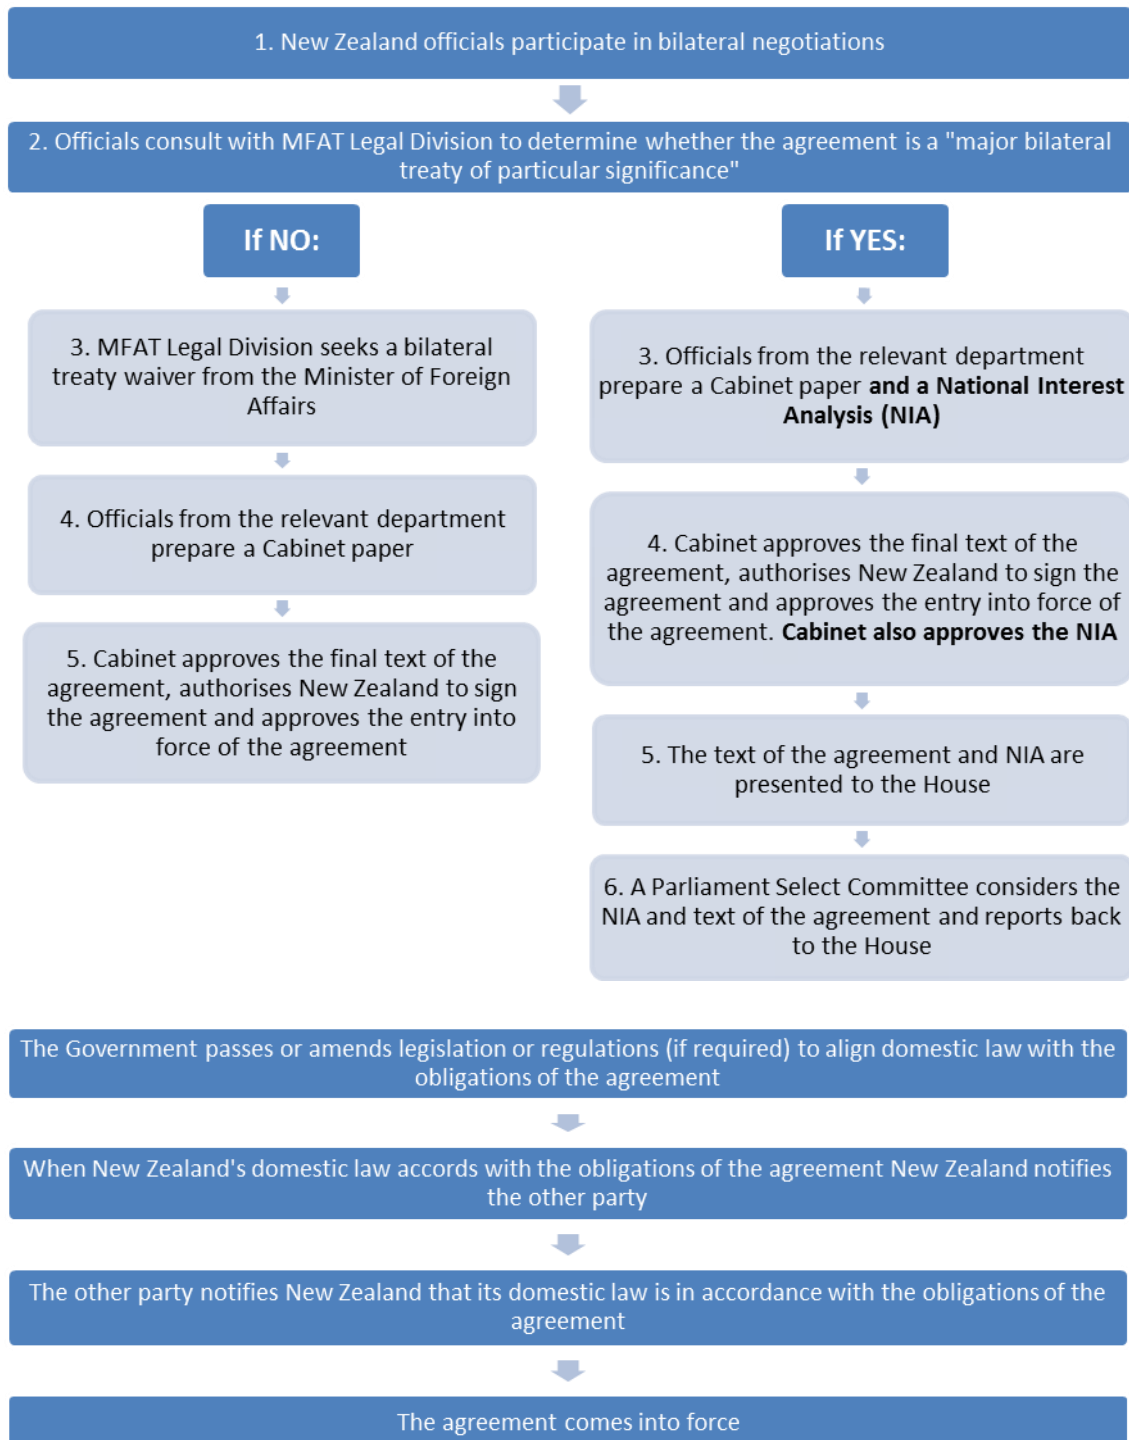 1. New Zealand officials participate in bilateral negotiations
2. Officials consult with MFAT Legal Division to determine whether the agreement is a "major bilateral
treaty of particular significance"
If NO:
3. MFAT Legal Division seeks a bilateral
treaty waiver from the Minister of Foreign
Affairs
4. Officials from the relevant department
prepare a Cabinet paper
5. Cabinet approves the final text of the
agreement, authorises New Zealand to sign
the agreement and approves the entry into
force of the agreement
If YES:
3. Officials from the relevant department
prepare a Cabinet paper and a National Interest
Analysis (NIA)
4. Cabinet approves the final text of the
agreement, authorises New Zealand to sign the
agreement and approves the entry into force of
the agreement. Cabinet also approves the NIA
5. The text of the agreement and NIA are
presented to the House
6. A Parliament Select Committee considers the
NIA and text of the agreement and reports back
to the House
The Government passes or amends legislation or regulations (if required) to align domestic law with the
obligations of the agreement
When New Zealand's domestic law accords with the obligations of the agreement New Zealand notifies
the other party
The other party notifies New Zealand that its domestic law is in accordance with the obligations of the
agreement
The agreement comes into force